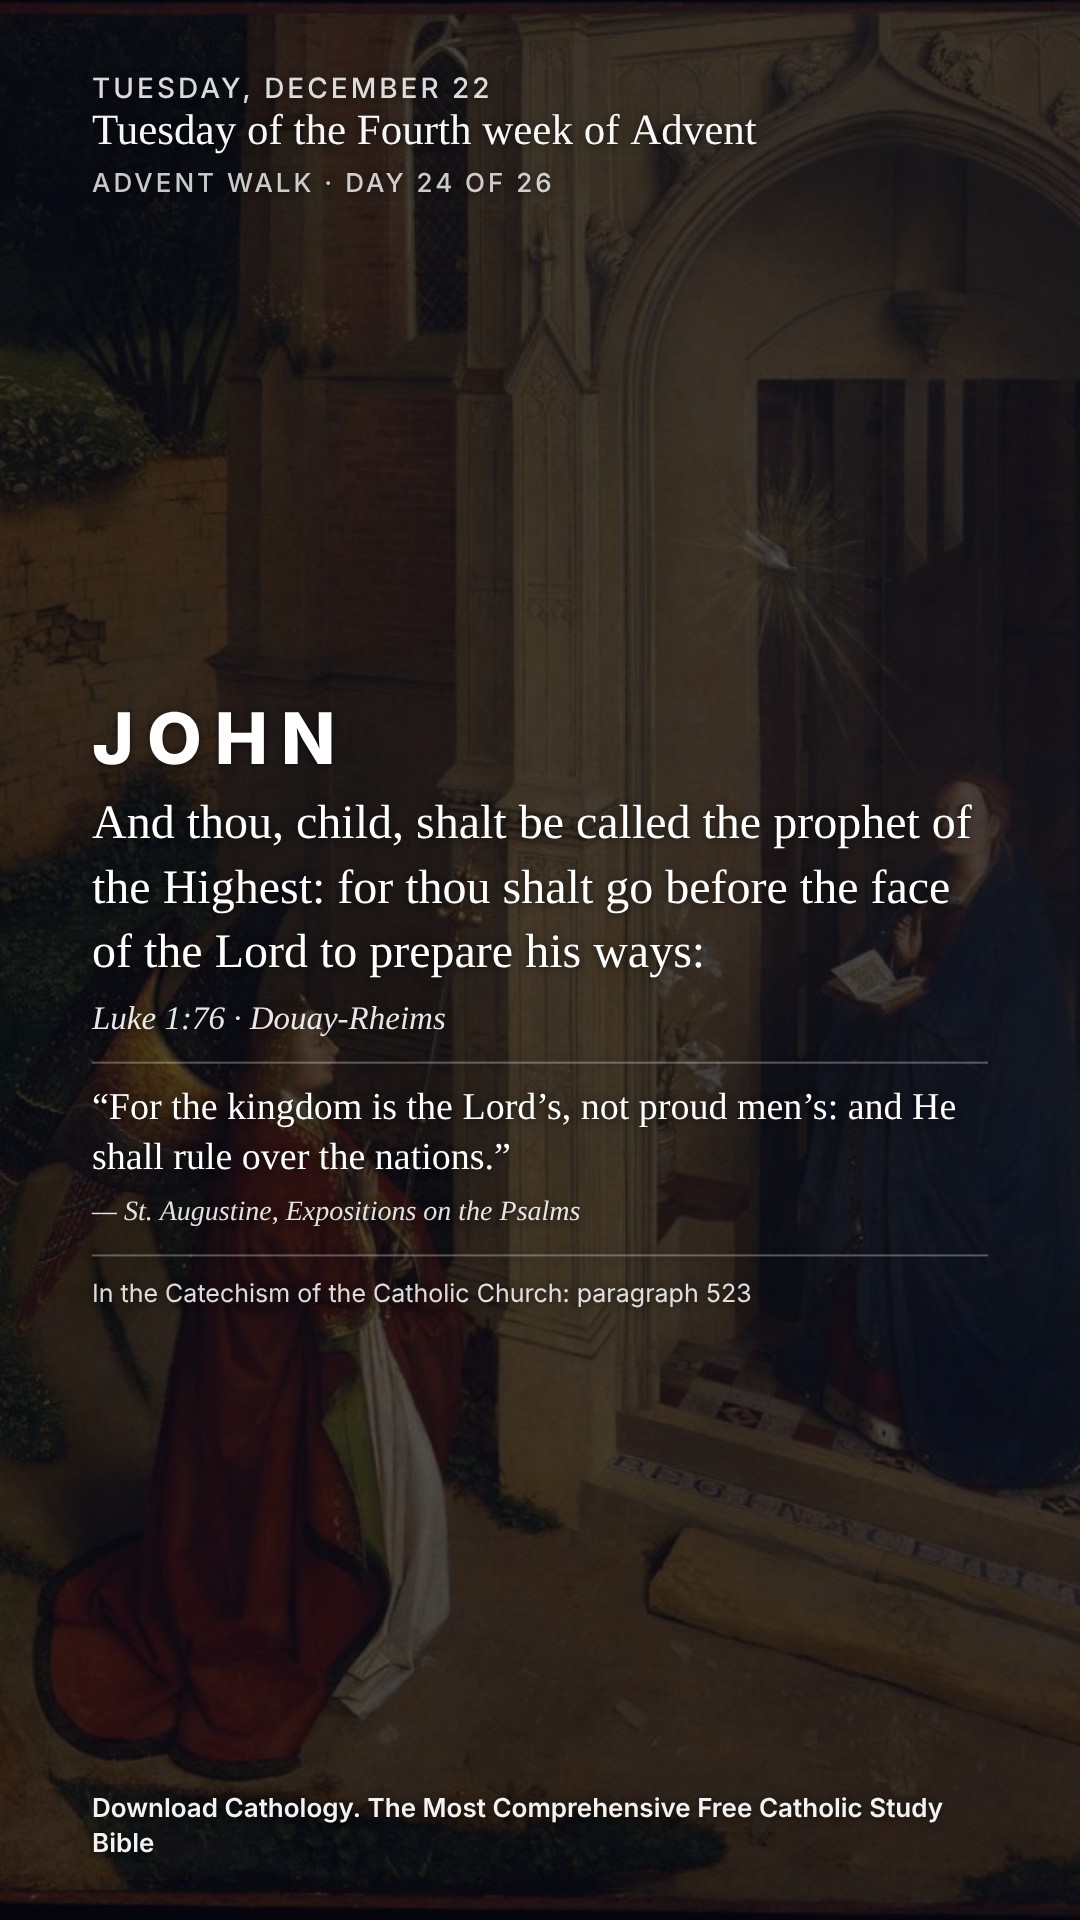 TUESDAY, DECEMBER 22
Tuesday of the Fourth week of Advent
ADVENT WALK · DAY 24 OF 26
JOHN
And thou, child, shalt be called the prophet of
the Highest: for thou shalt go before the face
of the Lord to prepare his ways:
Luke 1:76 · Douay-Rheims
“For the kingdom is the Lord’s, not proud men’s: and He
shall rule over the nations.”
— St. Augustine, Expositions on the Psalms
In the Catechism of the Catholic Church: paragraph 523
Download Cathology. The Most Comprehensive Free Catholic Study
Bible